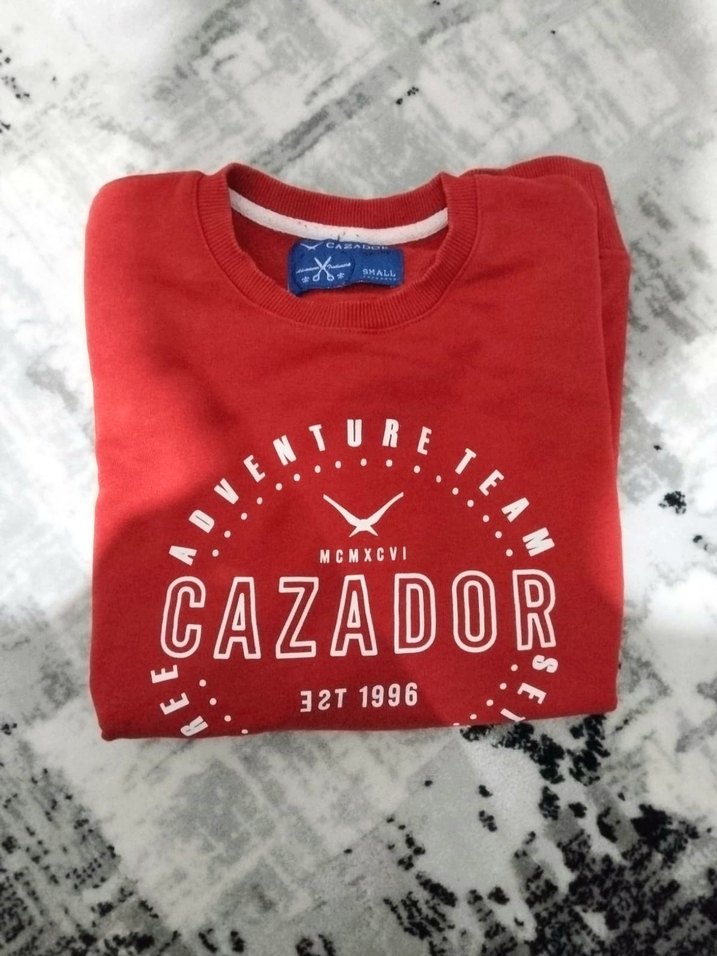 CAZADOR
SMALL
ADVENTURE TEAM
MCMXCVI
CAZADOR
EST 1996